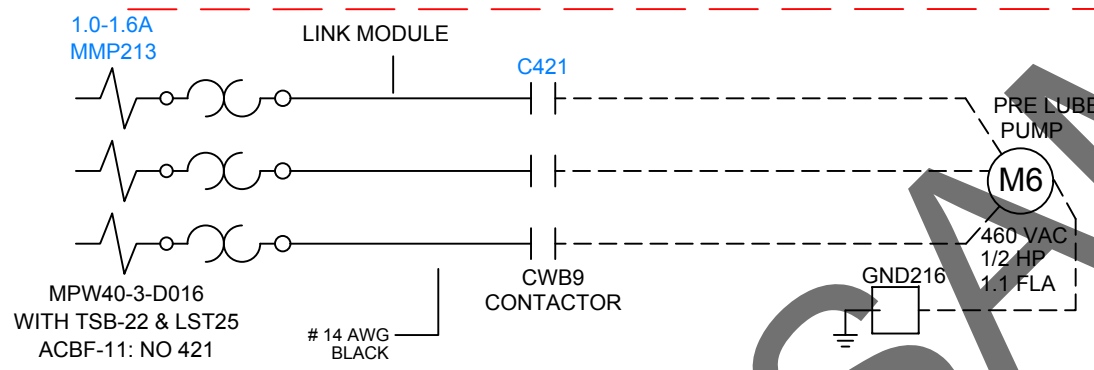 1.0-1.6A
MMP213
LINK MODULE
C421
PRE LUBE
PUMP
M6
460 VAC
1/2 HP
1.1 FLA
GND216
CWB9
CONTACTOR
MPW40-3-D016
WITH TSB-22 & LST25
ACBF-11: NO 421
# 14 AWG
BLACK